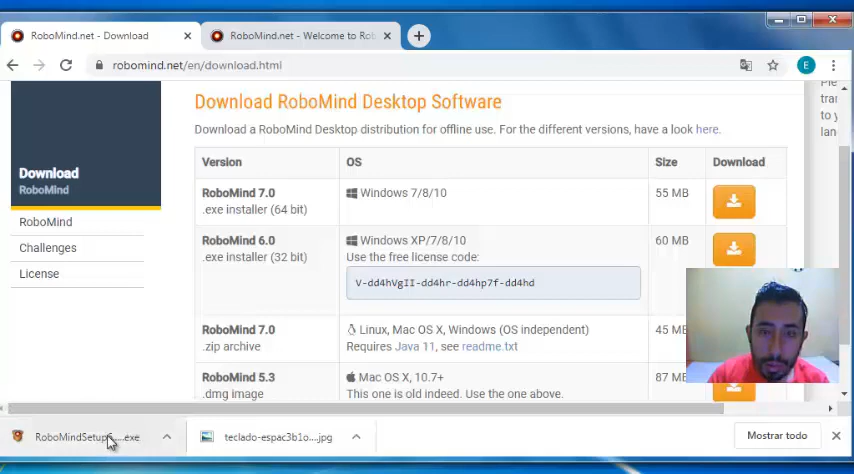 RoboMind.net - Download
RoboMind.net - Welcome to Rob
robomind.net/en/download.html
E
Download RoboMind Desktop Software
Download a RoboMind Desktop distribution for offline use. For the different versions, have a look here.
Download
RoboMind
RoboMind
Challenges
License
Version OS Size Download
RoboMind 7.0
.exe installer (64 bit)
Windows 7/8/10
55 MB
RoboMind 6.0
.exe installer (32 bit)
Windows XP/7/8/10
Use the free license code:
V-dd4hVgII-dd4hr-dd4hp7f-dd4hd
60 MB
RoboMind 7.0
.zip archive
Linux, Mac OS X, Windows (OS independent)
Requires Java 11, see readme.txt
45 MB
RoboMind 5.3
.dmg image
Mac OS X, 10.7+
This one is old indeed. Use the one above.
87 MB
to y
lan
RoboMindSetup....exe
teclado-espac3b1o....jpg
Mostrar todo